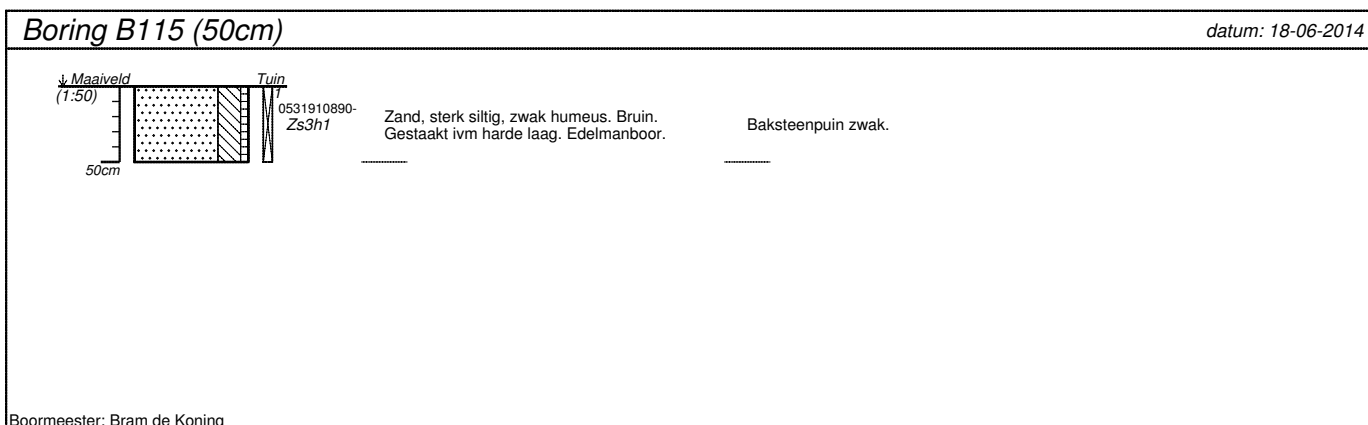 Boring B115 (50cm)
datum: 18-06-2014
Maaiveld
Tuin
(1:50)
1
0531910890-
Zs3h1
Zand, sterk siltig, zwak humeus. Bruin.
Gestaakt ivm harde laag. Edelmanboor.
Baksteenpuin zwak.
50cm
Boormeester: Bram de Koning